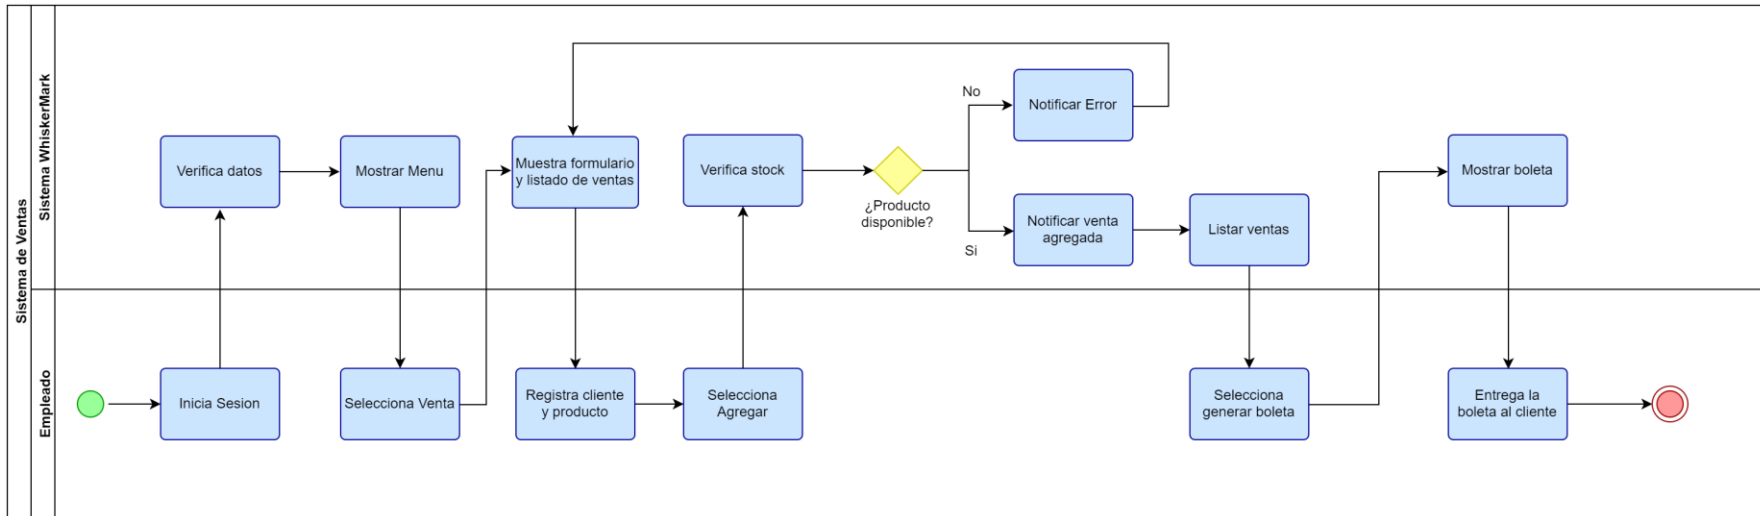 Sistema de Ventas
Sistema WhiskerMark
Verifica datos
Mostrar Menu
Muestra formulario
y listado de ventas
Verifica stock
¿Producto
disponible?
No
Notificar Error
Si
Notificar venta
agregada
Listar ventas
Mostrar boleta
Empleado
Inicia Sesion
Selecciona Venta
Registra cliente
y producto
Selecciona
Agregar
Selecciona
generar boleta
Entrega la
boleta al cliente